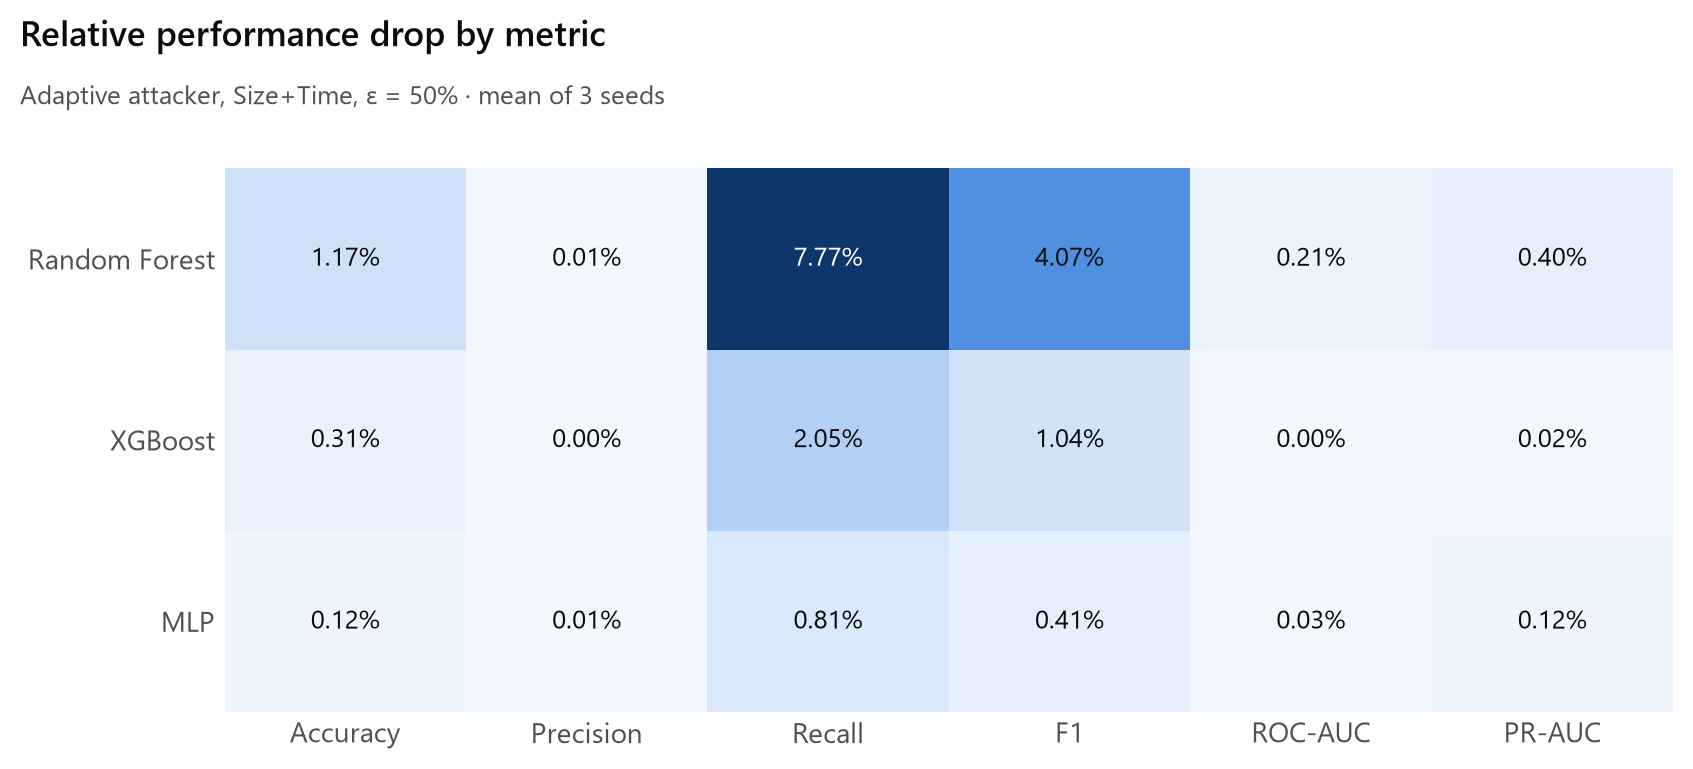 Relative performance drop by metric
Adaptive attacker, Size+Time, ε = 50% · mean of 3 seeds
Random Forest 1.17% 0.01% 7.77% 4.07% 0.21% 0.40%
XGBoost 0.31% 0.00% 2.05% 1.04% 0.00% 0.02%
MLP 0.12% 0.01% 0.81% 0.41% 0.03% 0.12%
Accuracy Precision Recall F1 ROC-AUC PR-AUC